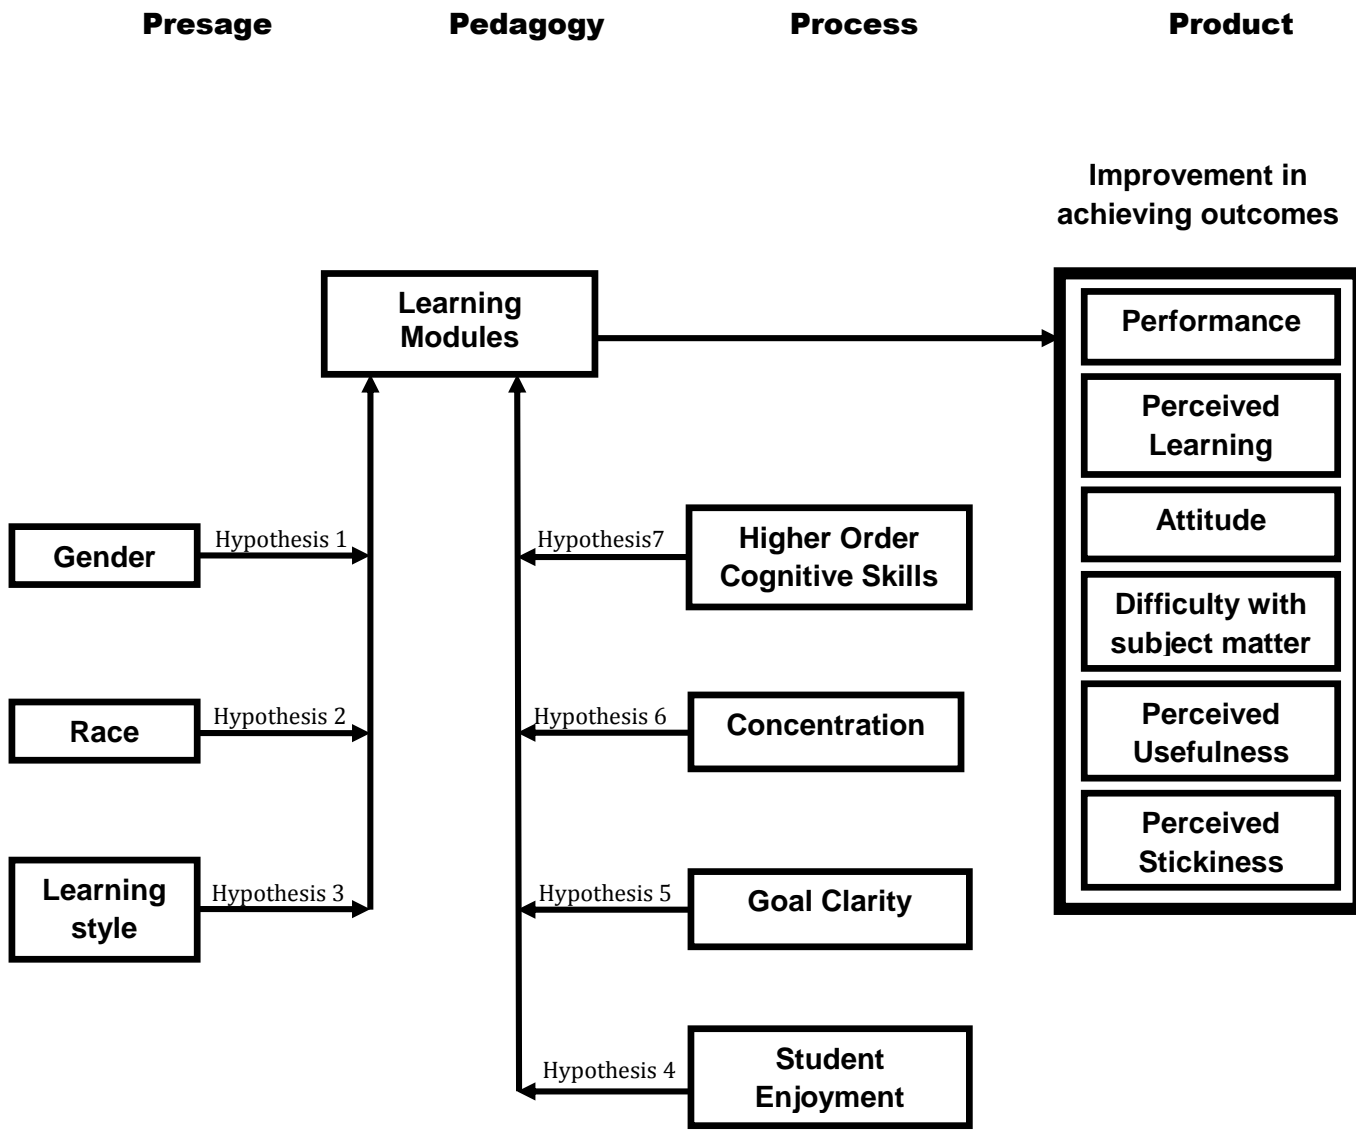 Presage
Pedagogy
Process
Product
Improvement in
achieving outcomes
Learning
Modules
Performance
Perceived
Learning
Attitude
Difficulty with
subject matter
Perceived
Usefulness
Perceived
Stickiness
Gender
Hypothesis 1
Hypothesis7
Higher Order
Cognitive Skills
Race
Hypothesis 2
Hypothesis 6
Concentration
Learning
style
Hypothesis 3
Hypothesis 5
Goal Clarity
Hypothesis 4
Student
Enjoyment